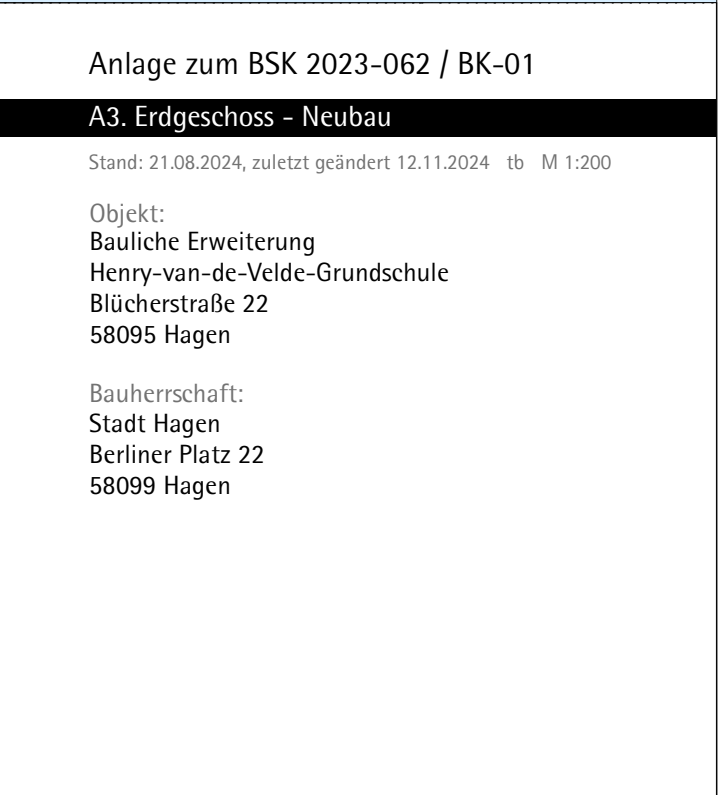 Anlage zum BSK 2023-062 / BK-01
A3. Erdgeschoss - Neubau
Stand: 21.08.2024, zuletzt geändert 12.11.2024 tb M 1:200
Objekt:
Bauliche Erweiterung
Henry-van-de-Velde-Grundschule
Blücherstraße 22
58095 Hagen
Bauherrschaft:
Stadt Hagen
Berliner Platz 22
58099 Hagen